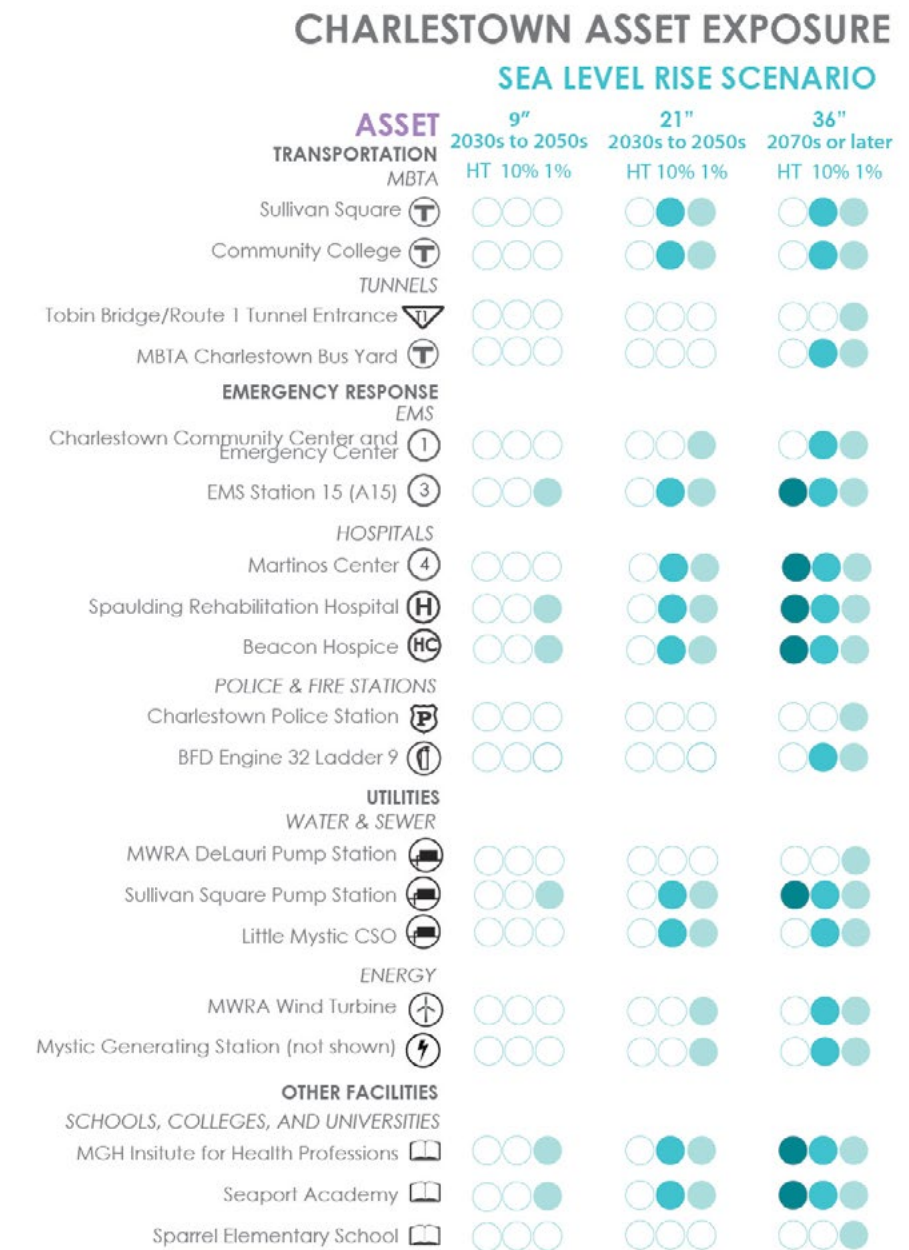 CHARLESTOWN ASSET EXPOSURE
SEA LEVEL RISE SCENARIO
ASSET
9" 21" 36"
2030s to 2050s 2030s to 2050s 2070s or later
HT 10% 1% HT 10% 1% HT 10% 1%
TRANSPORTATION
MBTA
Sullivan Square T
Community College T
TUNNELS
Tobin Bridge/Route 1 Tunnel Entrance T1
MBTA Charlestown Bus Yard T
EMERGENCY RESPONSE
EMS
Charlestown Community Center and
Emergency Center 1
EMS Station 15 (A15) 3
HOSPITALS
Martinos Center 4
Spaulding Rehabilitation Hospital H
Beacon Hospice HC
POLICE & FIRE STATIONS
Charlestown Police Station P
BFD Engine 32 Ladder 9
UTILITIES
WATER & SEWER
MWRA DeLauri Pump Station
Sullivan Square Pump Station
Little Mystic CSO
ENERGY
MWRA Wind Turbine
Mystic Generating Station (not shown)
OTHER FACILITIES
SCHOOLS, COLLEGES, AND UNIVERSITIES
MGH Insitute for Health Professions
Seaport Academy
Sparrel Elementary School